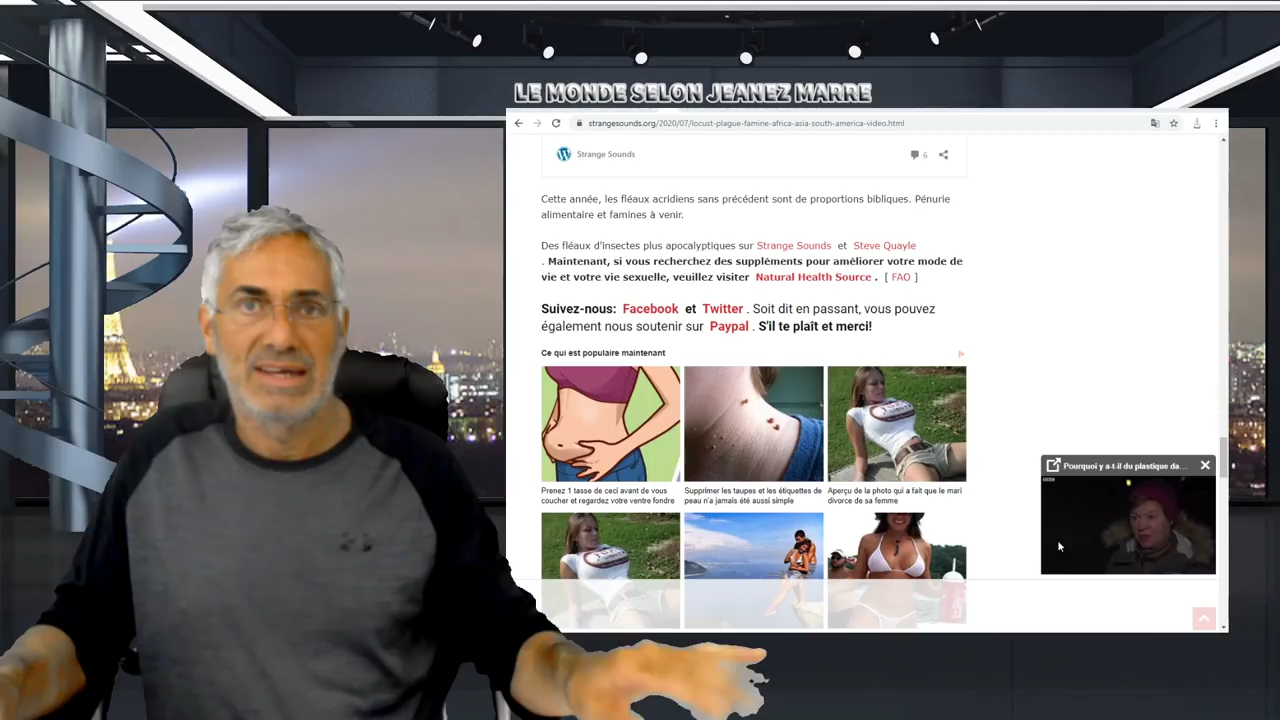 LE MONDE SELON JEANEZ MARRE
strangesounds.org/2020/07/locust-plague-famine-africa-asia-south-america-video.html
Strange Sounds
6
Cette année, les fléaux acridiens sans précédent sont de proportions bibliques. Pénurie
alimentaire et famines à venir.
Des fléaux d'insectes plus apocalyptiques sur Strange Sounds et Steve Quayle
. Maintenant, si vous recherchez des suppléments pour améliorer votre mode de
vie et votre vie sexuelle, veuillez visiter Natural Health Source . [ FAO ]
Suivez-nous: Facebook et Twitter . Soit dit en passant, vous pouvez
également nous soutenir sur Paypal . S'il te plaît et merci!
Ce qui est populaire maintenant
Prenez 1 tasse de ceci avant de vous
coucher et regardez votre ventre fondre
Supprimer les taupes et les étiquettes de
peau n'a jamais été aussi simple
Aperçu de la photo qui a fait que le mari
divorce de sa femme
Pourquoi y a-t-il du plastique da...
BBC